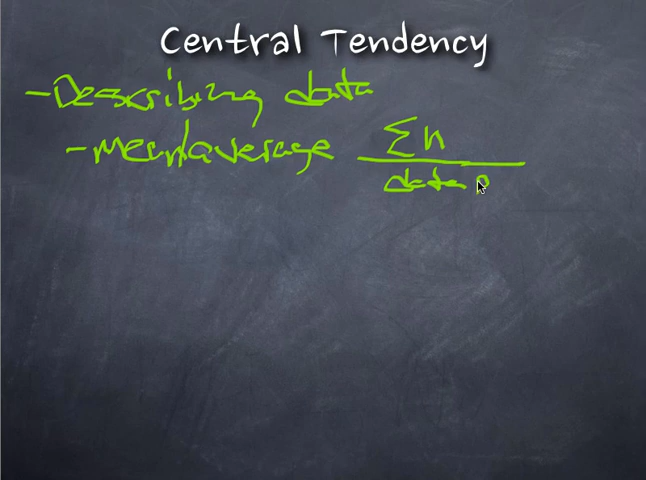 Central Tendency
-Describing data
-Mean/average Σn
data p